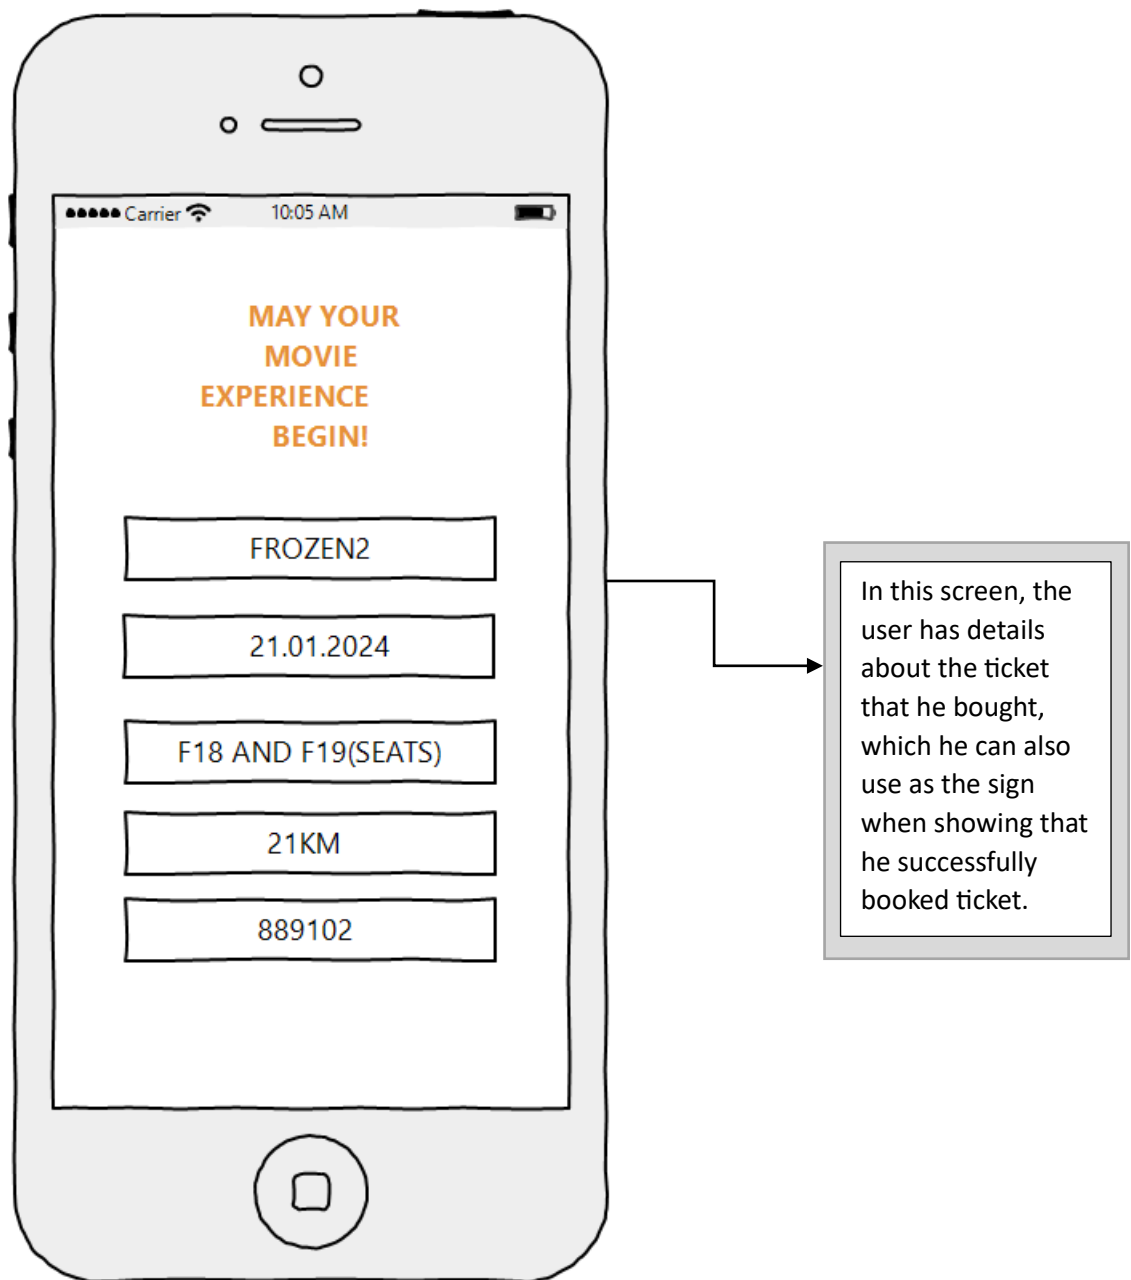 Carrier 10:05 AM
MAY YOUR
MOVIE
EXPERIENCE
BEGIN!
FROZEN2
21.01.2024
F18 AND F19(SEATS)
21KM
889102
In this screen, the
user has details
about the ticket
that he bought,
which he can also
use as the sign
when showing that
he successfully
booked ticket.